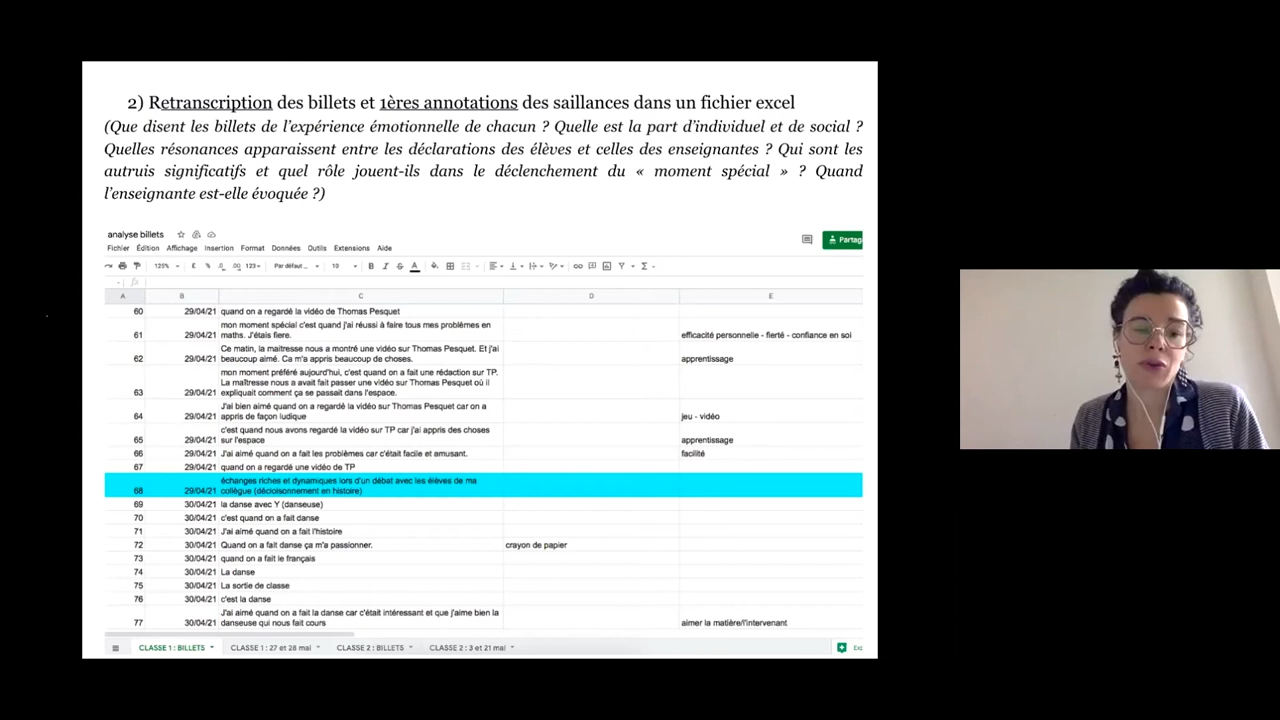 2) Retranscription des billets et 1ères annotations des saillances dans un fichier excel
(Que disent les billets de l'expérience émotionnelle de chacun ? Quelle est la part d'individuel et de social ?
Quelles résonances apparaissent entre les déclarations des élèves et celles des enseignantes ? Qui sont les
autruis significatifs et quel rôle jouent-ils dans le déclenchement du « moment spécial » ? Quand
l'enseignante est-elle évoquée ?)
analyse billets
Partag
Fichier Édition Affichage Insertion Format Données Outils Extensions Aide
125% £ % .0 .00 123 Par défaut ... 10 B I S A
fx
A B C D E
60 29/04/21 quand on a regardé la vidéo de Thomas Pesquet
mon moment spécial c'est quand j'ai réussi à faire tous mes problèmes en
61 29/04/21 maths. J'étais fiere. efficacité personnelle - fierté - confiance en soi
Ce matin, la maitresse nous a montré une vidéo sur Thomas Pesquet. Et j'ai
62 29/04/21 beaucoup aimé. Ca m'a appris beaucoup de choses. apprentissage
mon moment préféré aujourd'hui, c'est quand on a fait une rédaction sur TP.
La maîtresse nous a avait fait passer une vidéo sur Thomas Pesquet où il
63 29/04/21 expliquait comment ça se passait dans l'espace.
J'ai bien aimé quand on a regardé la vidéo sur Thomas Pesquet car on a
64 29/04/21 appris de façon ludique jeu - vidéo
c'est quand nous avons regardé la vidéo sur TP car j'ai appris des choses
65 29/04/21 sur l'espace apprentissage
66 29/04/21 J'ai aimé quand on a fait les problèmes car c'était facile et amusant. facilité
67 29/04/21 quand on a regardé une vidéo de TP
échanges riches et dynamiques lors d'un débat avec les élèves de ma
68 29/04/21 collègue (décloisonnement en histoire)
69 30/04/21 la danse avec Y (danseuse)
70 30/04/21 c'est quand on a fait danse
71 30/04/21 J'ai aimé quand on a fait l'histoire
72 30/04/21 Quand on a fait danse ça m'a passionner. crayon de papier
73 30/04/21 quand on a fait le français
74 30/04/21 La danse
75 30/04/21 La sortie de classe
76 30/04/21 c'est la danse
J'ai aimé quand on a fait la danse car c'était intéressant et que j'aime bien la
77 30/04/21 danseuse qui nous fait cours aimer la matière/l'intervenant
CLASSE 1 : BILLETS CLASSE 1 : 27 et 28 mai CLASSE 2 : BILLETS CLASSE 2 : 3 et 21 mai Exp